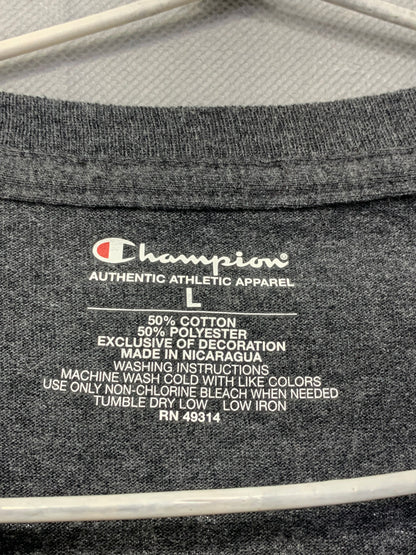 Champion
AUTHENTIC ATHLETIC APPAREL
L
50% COTTON
50% POLYESTER
EXCLUSIVE OF DECORATION
MADE IN NICARAGUA
WASHING INSTRUCTIONS
MACHINE WASH COLD WITH LIKE COLORS
USE ONLY NON-CHLORINE BLEACH WHEN NEEDED
TUMBLE DRY LOW LOW IRON
RN 49314